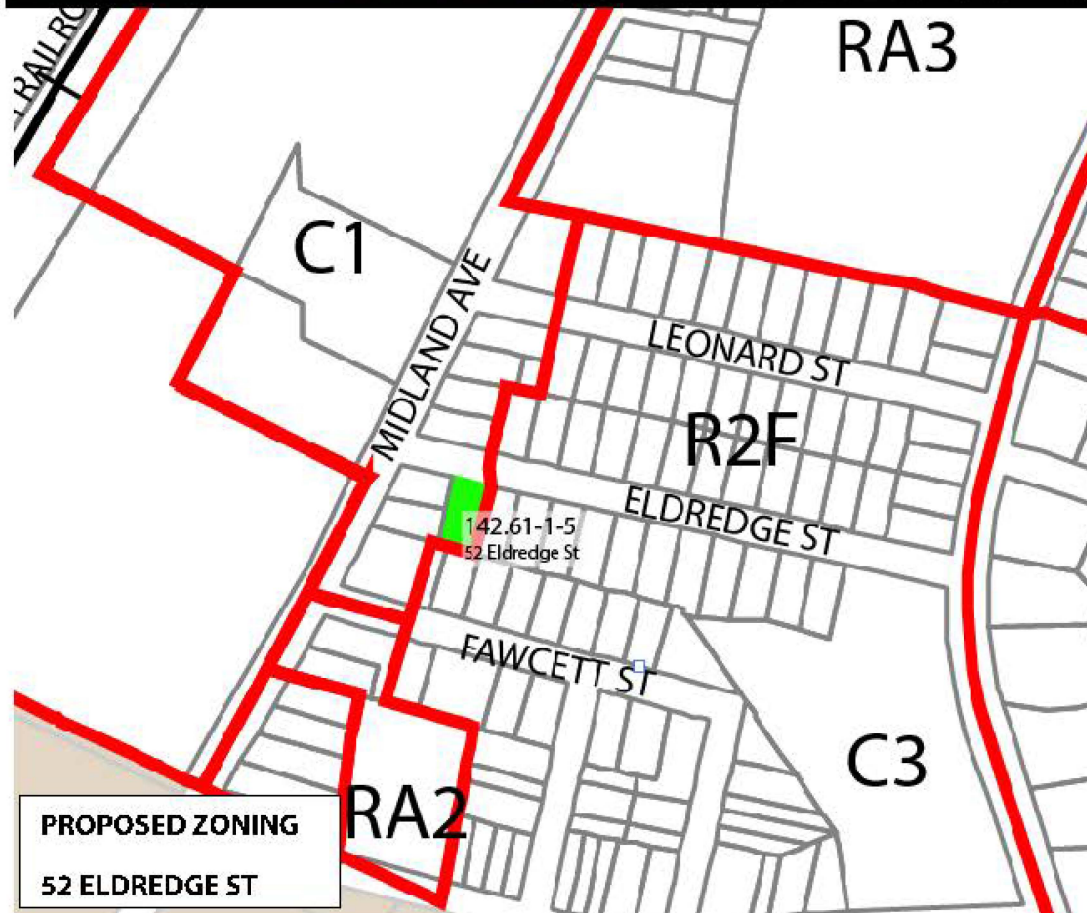 RA3
C1
MIDLAND AVE
LEONARD ST
R2F
ELDREDGE ST
142.61-1-5
52 Eldredge St
FAWCETT ST
C3
RA2
PROPOSED ZONING
52 ELDREDGE ST